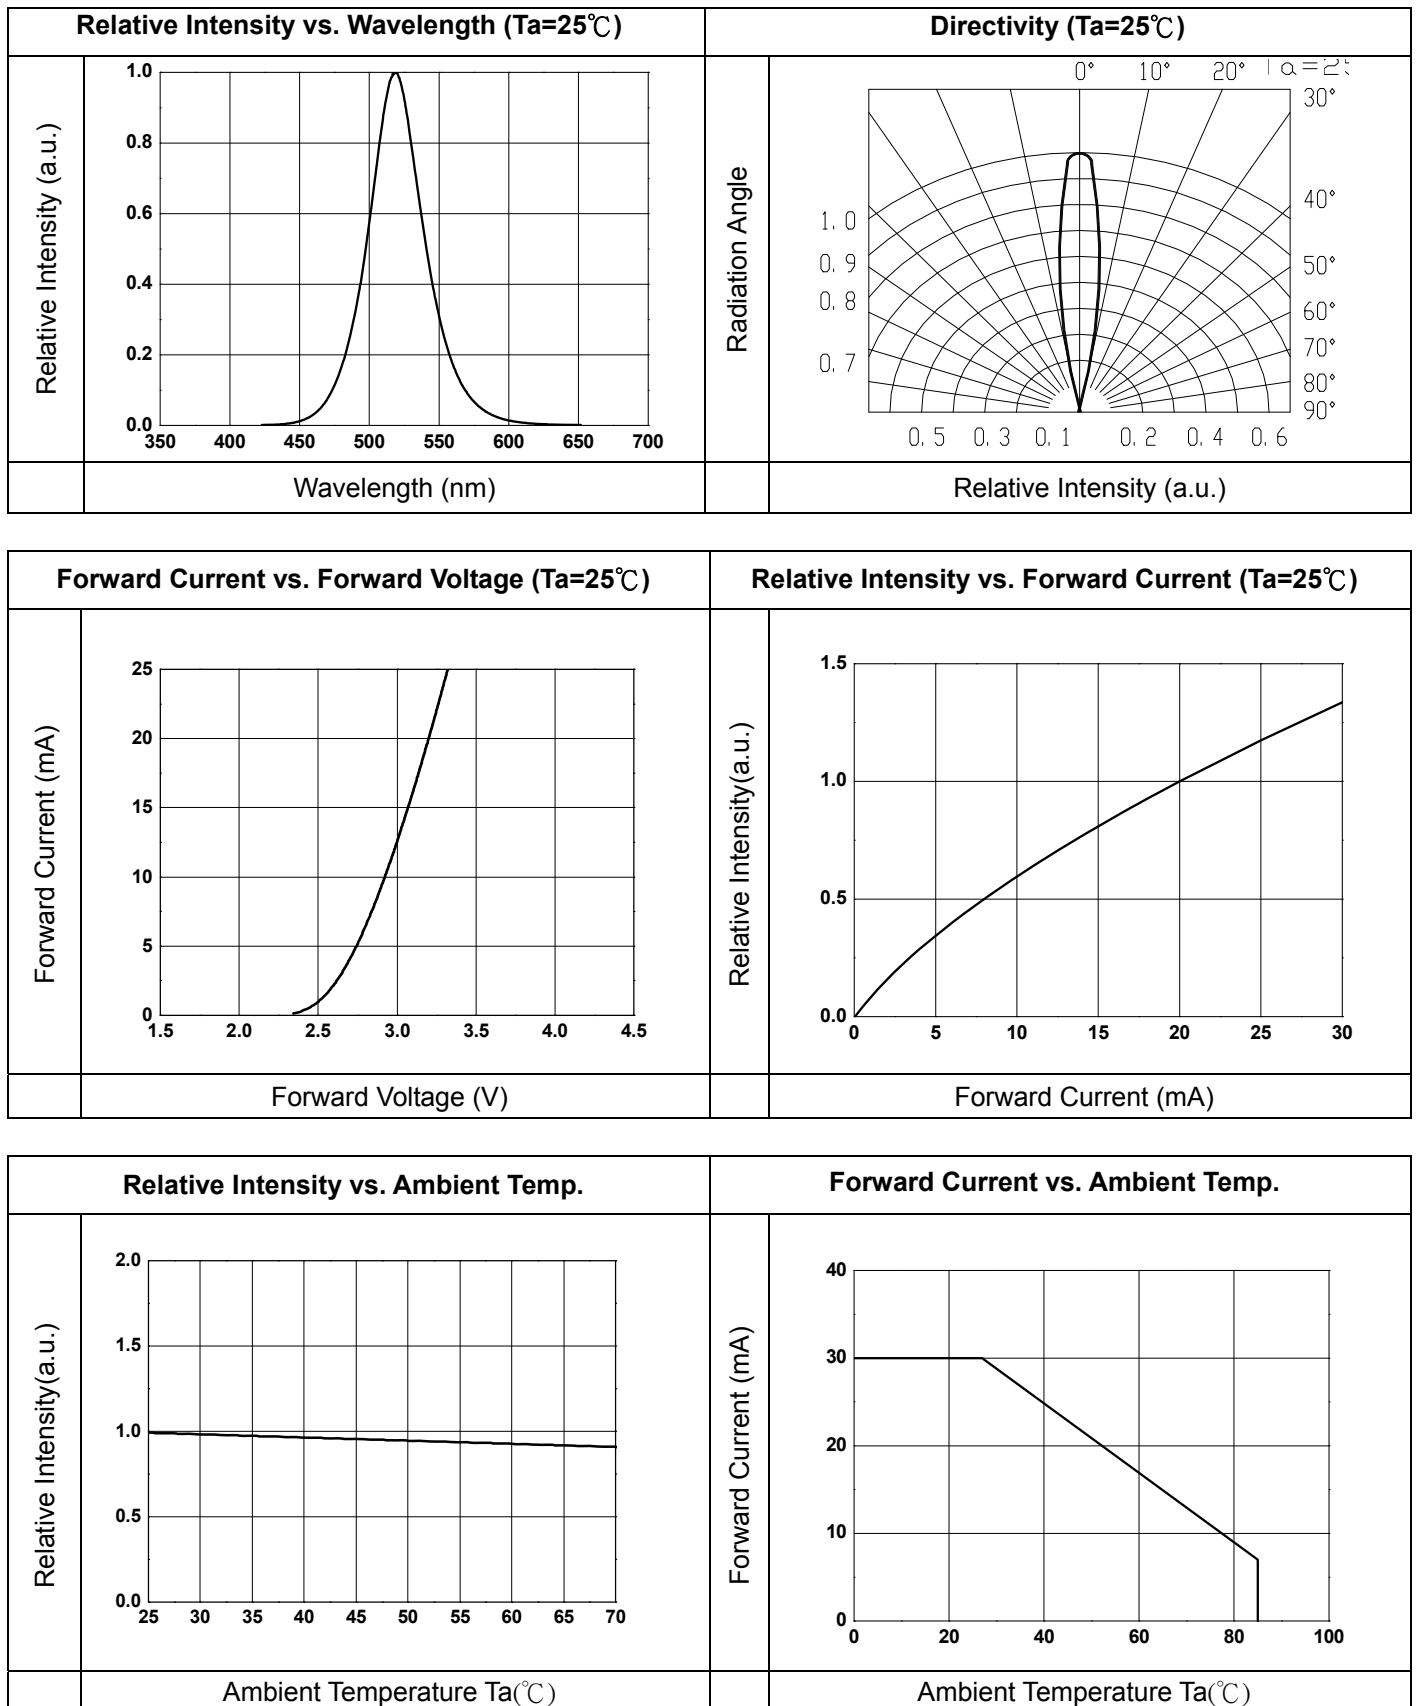 Relative Intensity vs. Wavelength (Ta=25℃)
Relative Intensity (a.u.)
1.0
0.8
0.6
0.4
0.2
0.0
350 400 450 500 550 600 650 700
Wavelength (nm)
Directivity (Ta=25℃)
Radiation Angle
0° 10° 20°
30°
40°
50°
60°
70°
80°
90°
1.0
0.9
0.8
0.7
0.5 0.3 0.1 0.2 0.4 0.6
Relative Intensity (a.u.)
Forward Current vs. Forward Voltage (Ta=25℃)
Forward Current (mA)
25
20
15
10
5
0
1.5 2.0 2.5 3.0 3.5 4.0 4.5
Forward Voltage (V)
Relative Intensity vs. Forward Current (Ta=25℃)
Relative Intensity(a.u.)
1.5
1.0
0.5
0.0
0 5 10 15 20 25 30
Forward Current (mA)
Relative Intensity vs. Ambient Temp.
Relative Intensity(a.u.)
2.0
1.5
1.0
0.5
0.0
25 30 35 40 45 50 55 60 65 70
Ambient Temperature Ta(℃)
Forward Current vs. Ambient Temp.
Forward Current (mA)
40
30
20
10
0
0 20 40 60 80 100
Ambient Temperature Ta(℃)